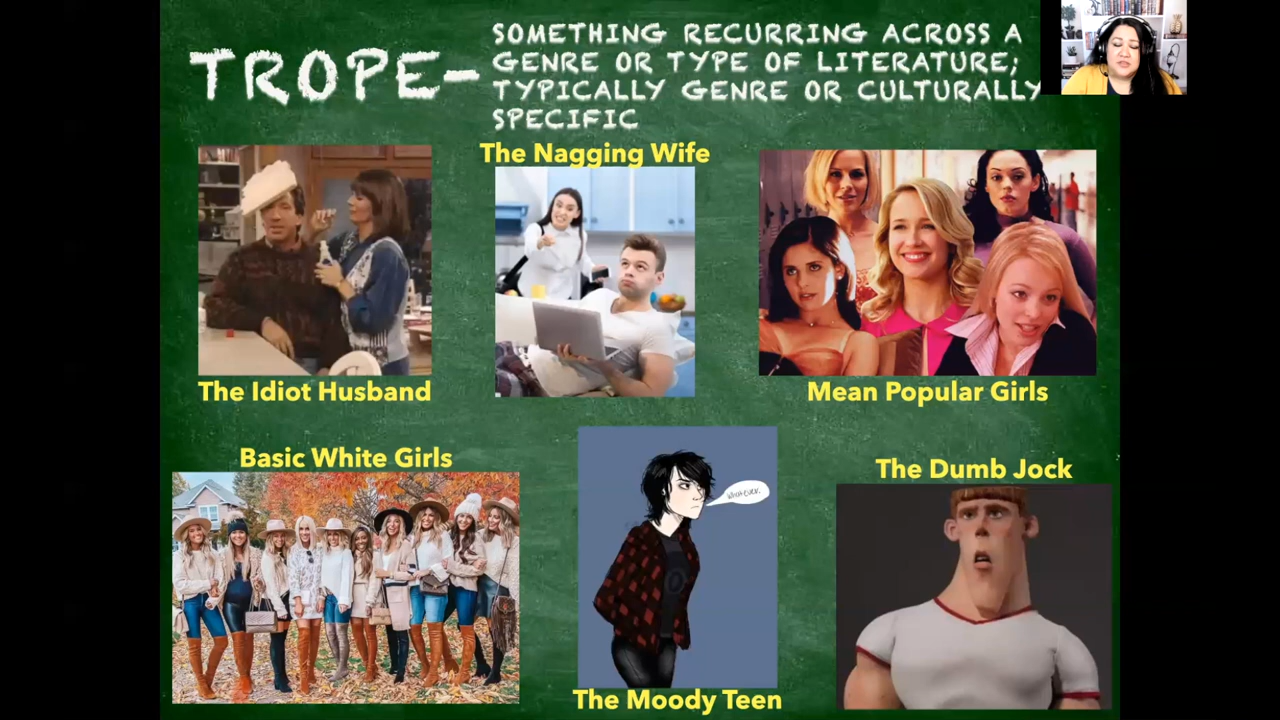 TROPE-
SOMETHING RECURRING ACROSS A
GENRE OR TYPE OF LITERATURE;
TYPICALLY GENRE OR CULTURALLY
SPECIFIC
The Nagging Wife
The Idiot Husband
Mean Popular Girls
Basic White Girls
The Dumb Jock
The Moody Teen